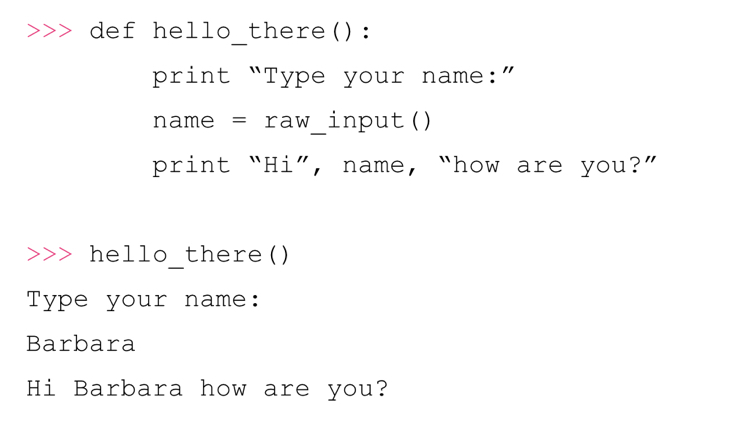 >>> def hello_there():
print “Type your name:”
name = raw_input()
print “Hi”, name, “how are you?”
>>> hello_there()
Type your name:
Barbara
Hi Barbara how are you?